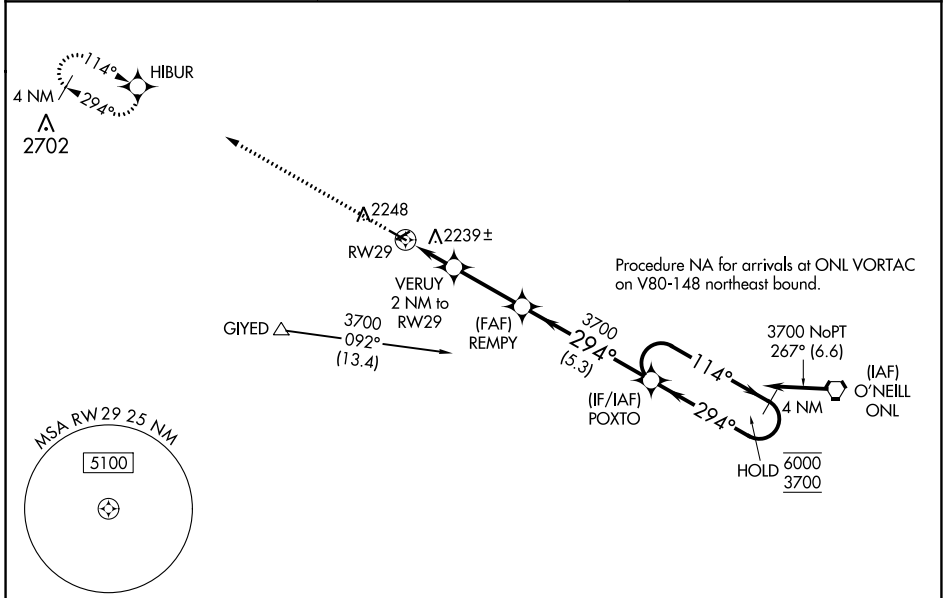 114°
HIBUR
4 NM
294°
2702
2248
RW29
2239±
VERUY
2 NM to
RW29
Procedure NA for arrivals at ONL VORTAC
on V80-148 northeast bound.
GIYED
3700
092°
(13.4)
(FAF)
REMPY
3700
294°
(5.3)
3700 NoPT
267° (6.6)
(IAF)
O'NEILL
ONL
114°
4 NM
(IF/IAF)
POXTO
294°
HOLD
6000
3700
MSA RW29 25 NM
5100